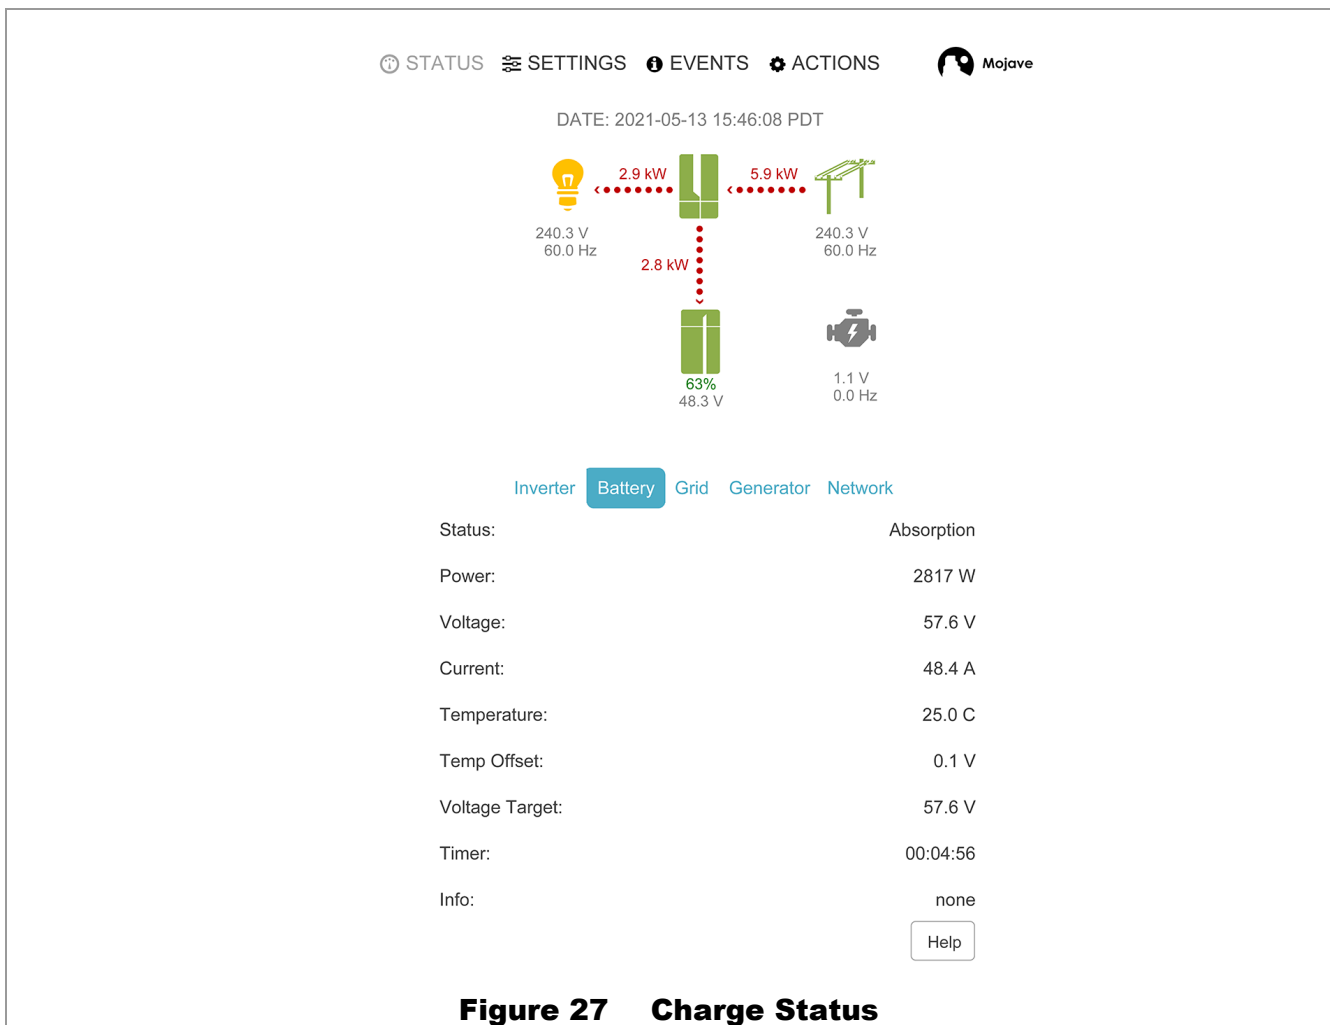 STATUS SETTINGS EVENTS ACTIONS Mojave
DATE: 2021-05-13 15:46:08 PDT
2.9 kW 5.9 kW
240.3 V 240.3 V
60.0 Hz 60.0 Hz
2.8 kW
63% 1.1 V
48.3 V 0.0 Hz
Inverter Battery Grid Generator Network
Status: Absorption
Power: 2817 W
Voltage: 57.6 V
Current: 48.4 A
Temperature: 25.0 C
Temp Offset: 0.1 V
Voltage Target: 57.6 V
Timer: 00:04:56
Info: none
Help
Figure 27 Charge Status